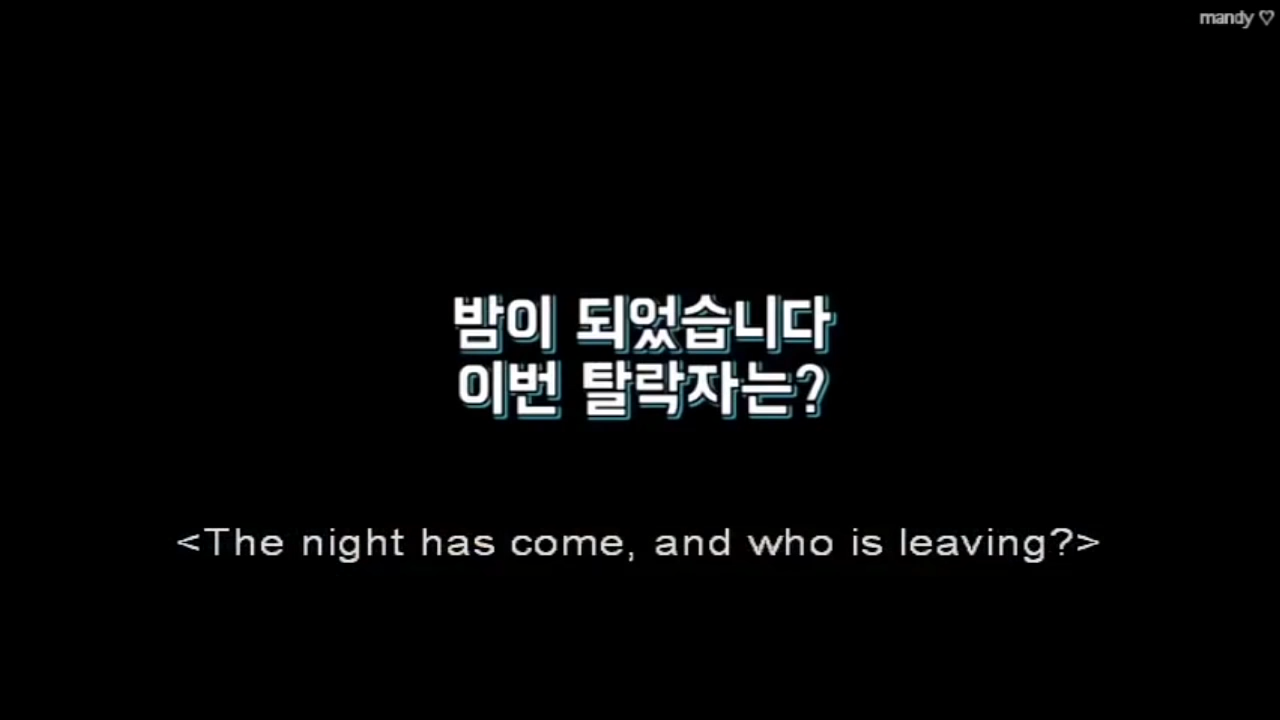 mandy ♡
밤이 되었습니다
이번 탈락자는?
<The night has come, and who is leaving?>